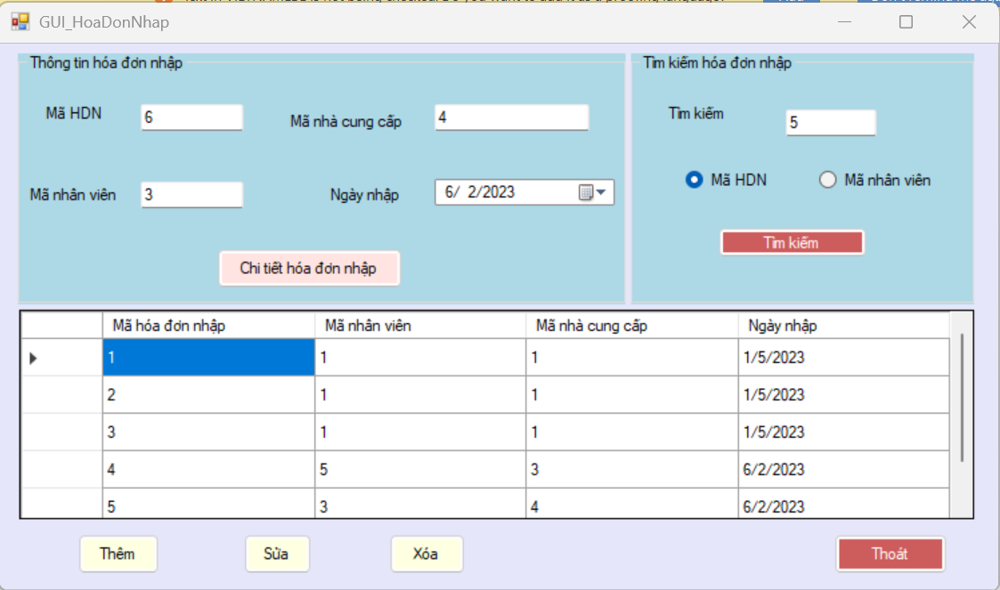 GUI_HoaDonNhap
Thông tin hóa đơn nhập
Mã HDN 6 Mã nhà cung cấp 4
Mã nhân viên 3 Ngày nhập 6/ 2/2023
Chi tiết hóa đơn nhập
Tìm kiếm hóa đơn nhập
Tìm kiếm 5
Mã HDN Mã nhân viên
Tìm kiếm
Mã hóa đơn nhập Mã nhân viên Mã nhà cung cấp Ngày nhập
1 1 1 1/5/2023
2 1 1 1/5/2023
3 1 1 1/5/2023
4 5 3 6/2/2023
5 3 4 6/2/2023
Thêm Sửa Xóa Thoát